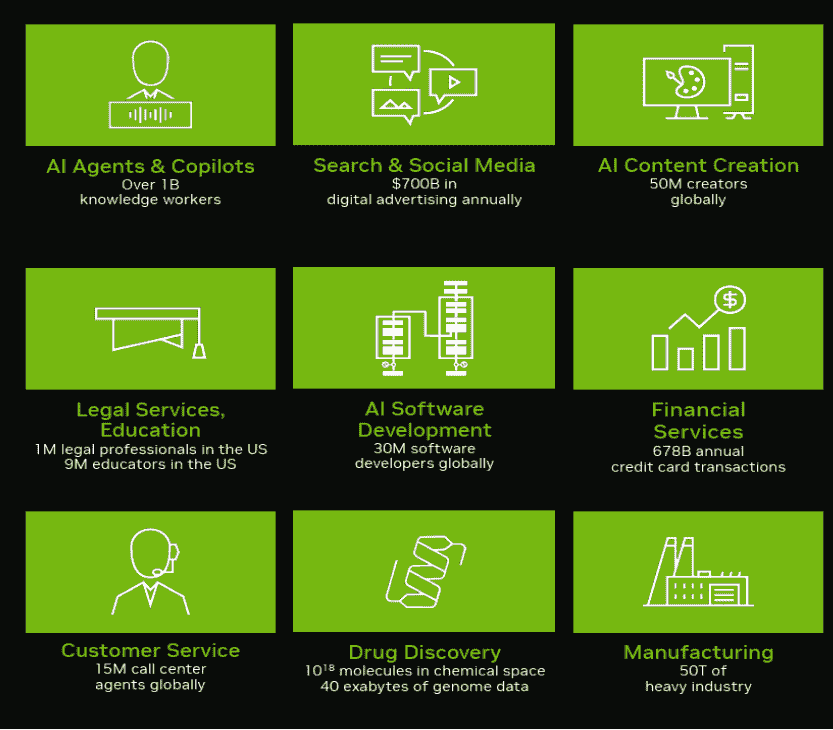 AI Agents & Copilots
Over 1B
knowledge workers
Search & Social Media
$700B in
digital advertising annually
AI Content Creation
50M creators
globally
Legal Services,
Education
1M legal professionals in the US
9M educators in the US
AI Software
Development
30M software
developers globally
Financial
Services
678B annual
credit card transactions
Customer Service
15M call center
agents globally
Drug Discovery
10¹⁸ molecules in chemical space
40 exabytes of genome data
Manufacturing
50T of
heavy industry